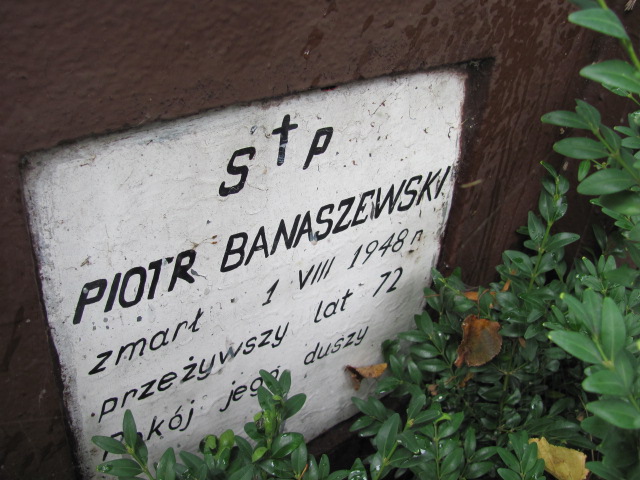 S † P
PIOTR BANASZEWSKI
zmarł 1 VIII 1948 r
przeżywszy lat 72
Pokój jego duszy